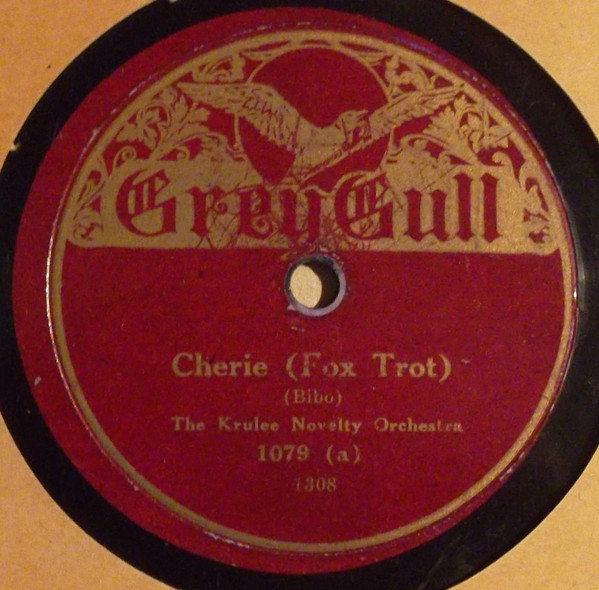 Grey Gull
Cherie (Fox Trot)
(Bibo)
The Krulee Novelty Orchestra
1079 (a)
1308